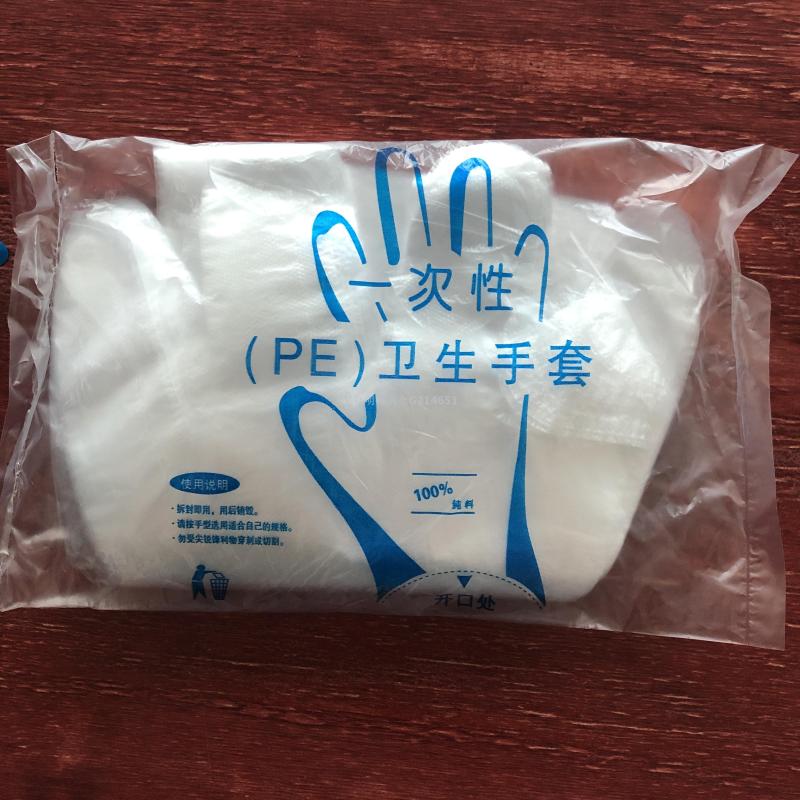 一次性
(PE)卫生手套
使用说明
·拆封即用，用后销毁。
·请按手型选用适合自己的规格。
·勿受尖锐锋利物穿刺或切割。
100%
纯料
开口处